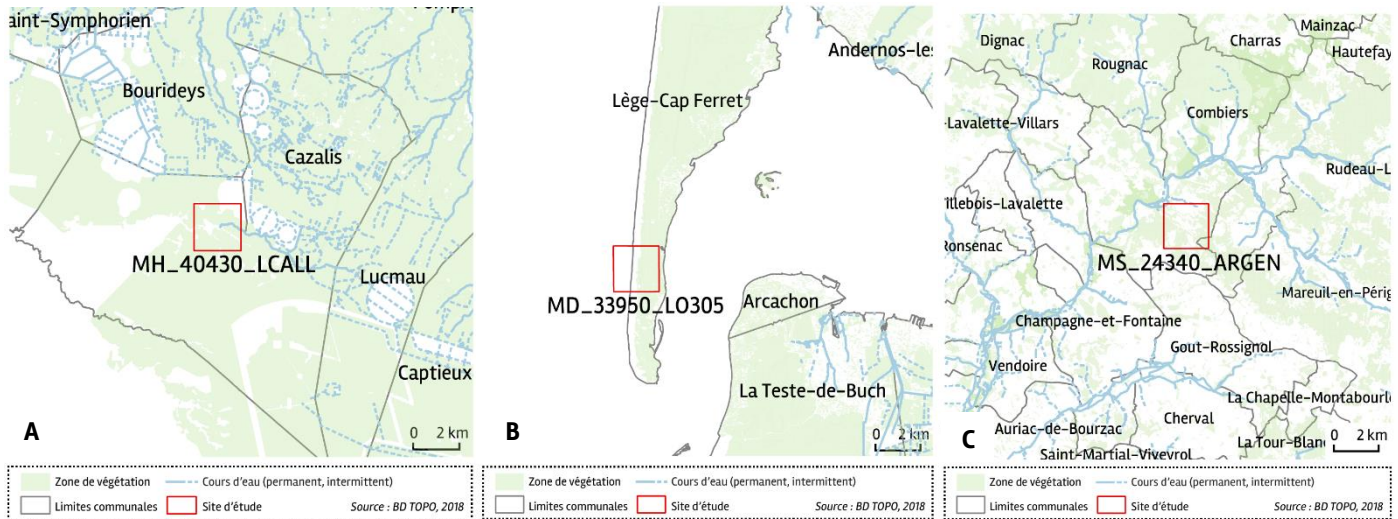 aint-Symphorien
Bourideys
Cazalis
MH_40430_LCALL
Lucmau
Captieux
A
0 2 km
Zone de végétation
Cours d'eau (permanent, intermittent)
Limites communales
Site d'étude
Source : BD TOPO, 2018
Andernos-les
Lège-Cap Ferret
MD_33950_LO305
Arcachon
La Teste-de-Buch
B
0 2 km
Zone de végétation
Cours d'eau (permanent, intermittent)
Limites communales
Site d'étude
Source : BD TOPO, 2018
Mainzac
Dignac
Charras
Hautefay
Rougnac
Combiers
-Lavalette-Villars
Rudeau-L
illebois-Lavalette
Ronsenac
MS_24340_ARGEN
Mareuil-en-Périg
Champagne-et-Fontaine
Gout-Rossignol
Vendoire
La Chapelle-Montabourle
Cherval
Auriac-de-Bourzac
La Tour-Blan
Saint-Martial-Viveyrol
C
0 2 km
Zone de végétation
Cours d'eau (permanent, intermittent)
Limites communales
Site d'étude
Source : BD TOPO, 2018